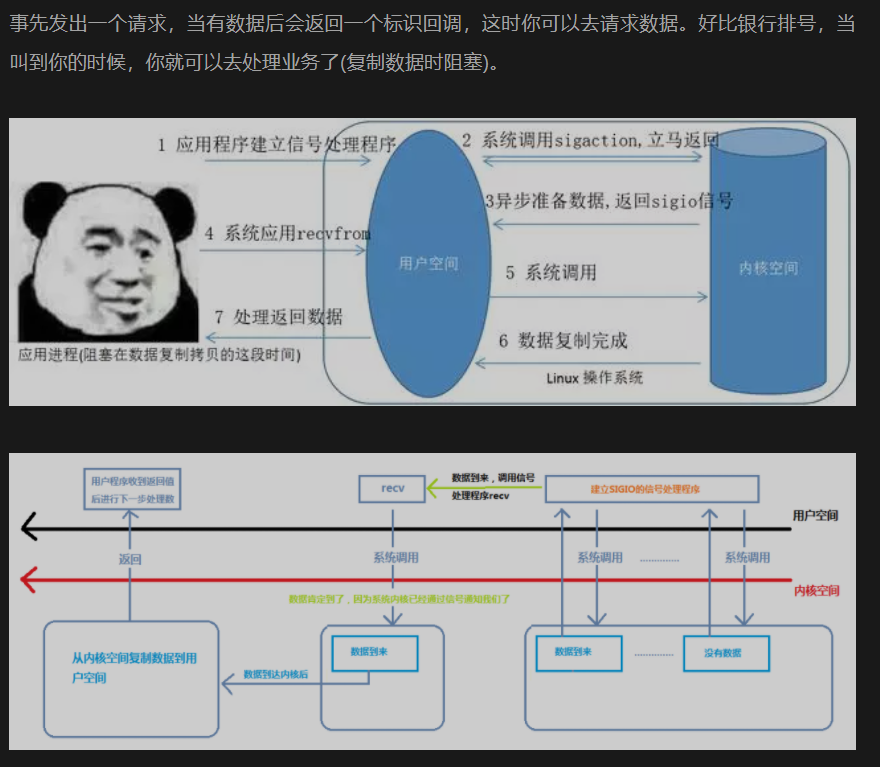 事先发出一个请求，当有数据后会返回一个标识回调，这时你可以去请求数据。好比银行排号，当
叫到你的时候，你就可以去处理业务了(复制数据时阻塞)。
1 应用程序建立信号处理程序
2 系统调用sigaction,立马返回
3异步准备数据,返回sigio信号
4 系统应用recvfrom
用户空间
内核空间
5 系统调用
7 处理返回数据
6 数据复制完成
应用进程(阻塞在数据复制拷贝的这段时间)
Linux 操作系统
用户程序收到返回值
后进行下一步处理数
recv
数据到来，调用信号
处理程序recv
建立SIGIO的信号处理程序
用户空间
返回
系统调用
系统调用
..............
系统调用
内核空间
数据肯定到了，因为系统内核已经通过信号通知我们了
从内核空间复制数据到用
户空间
数据到达内核后
数据到来
数据到来
..............
没有数据